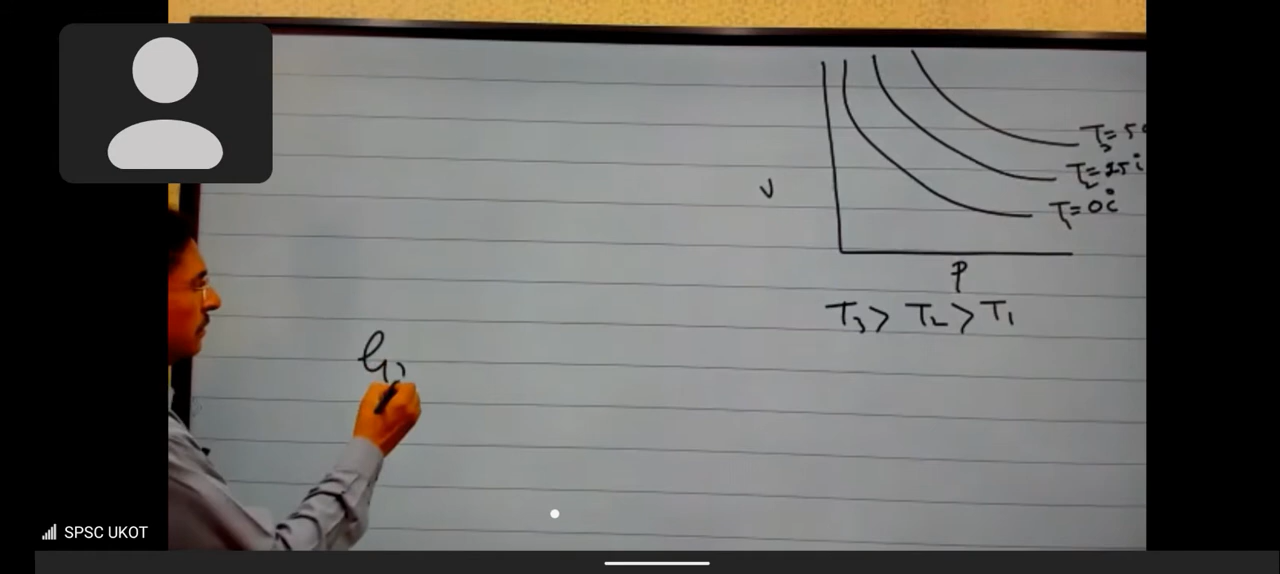 T3= 5
T2= 25°C
T1= 0°C
V
P
T3 > T2 > T1
SPSC UKOT